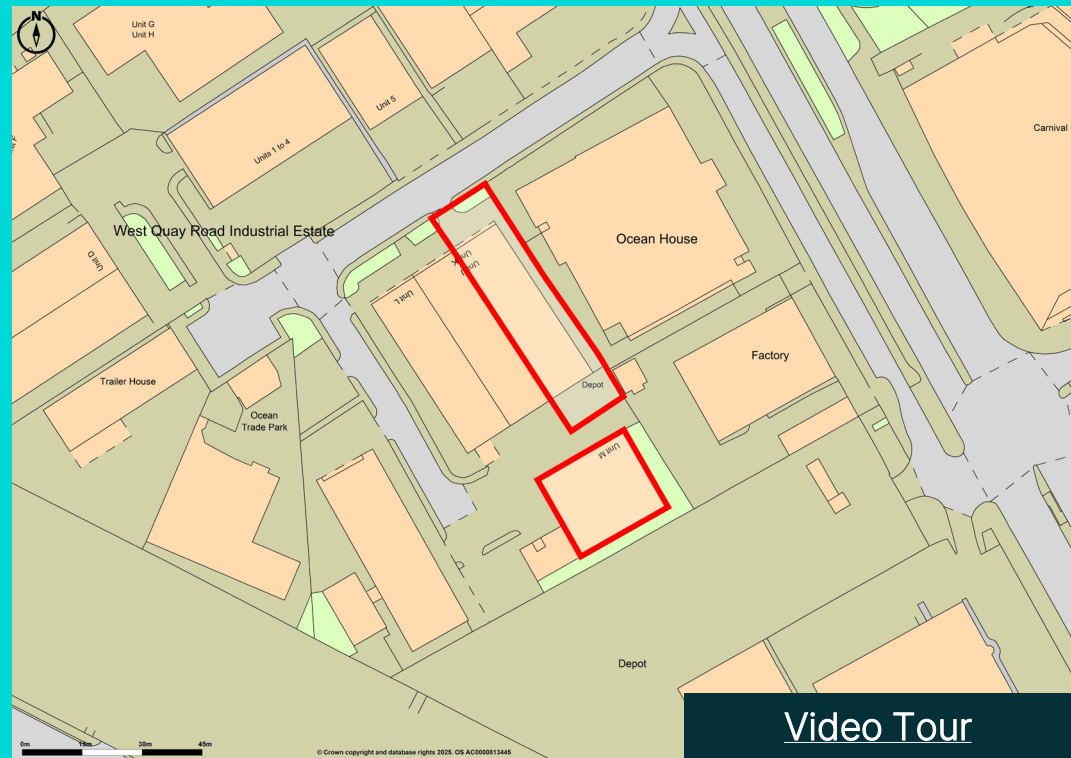 N
Unit G
Unit H
Unit 5
Units 1 to 4
Carnival
West Quay Road Industrial Estate
Ocean House
Unit D
Unit K
Unit J
Unit L
Trailer House
Factory
Depot
Ocean
Trade Park
Unit M
Depot
0m
15m
30m
45m
© Crown copyright and database rights 2025. OS AC0000813445
Video Tour